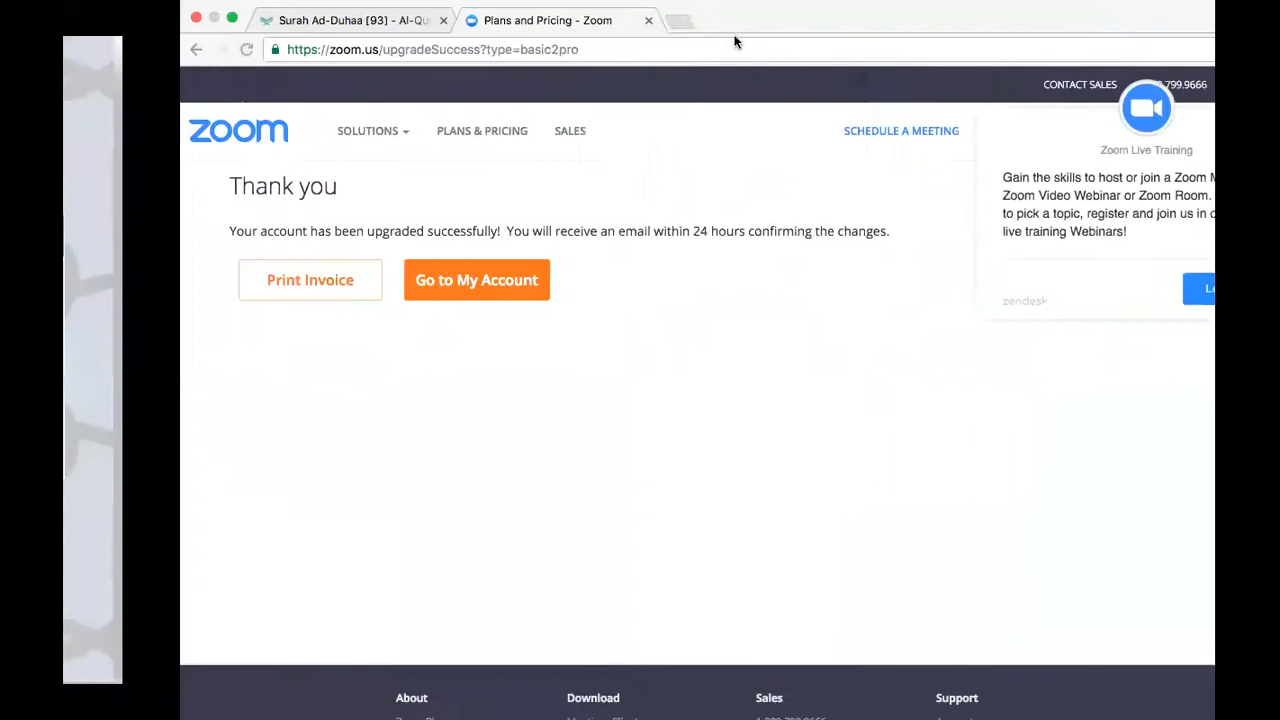 Surah Ad-Duhaa [93] - Al-Qu
Plans and Pricing - Zoom
https://zoom.us/upgradeSuccess?type=basic2pro
CONTACT SALES
799.9666
zoom
SOLUTIONS
PLANS & PRICING
SALES
SCHEDULE A MEETING
Zoom Live Training
Gain the skills to host or join a Zoom M
Zoom Video Webinar or Zoom Room.
to pick a topic, register and join us in o
live training Webinars!
zendesk
Thank you
Your account has been upgraded successfully! You will receive an email within 24 hours confirming the changes.
Print Invoice
Go to My Account
About
Download
Sales
Support